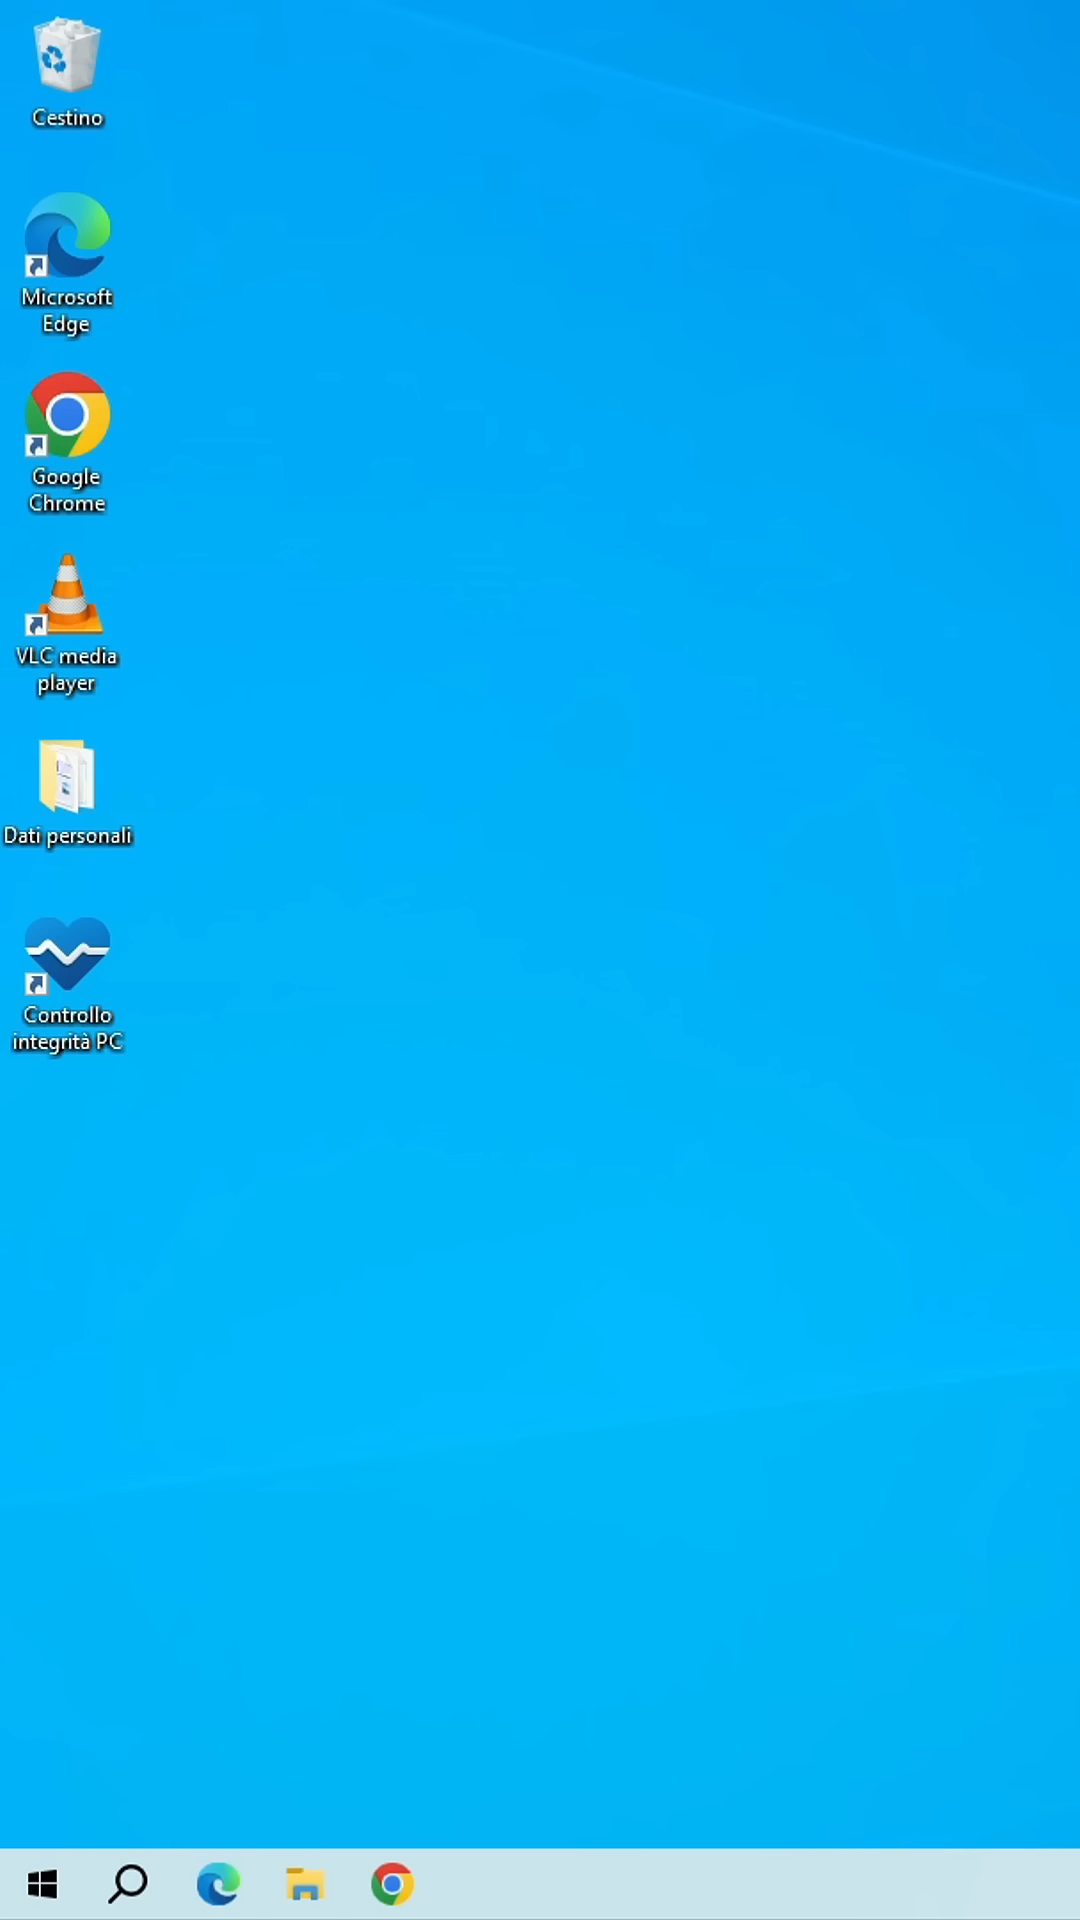 Cestino
Microsoft
Edge
Google
Chrome
VLC media
player
Dati personali
Controllo
integrità PC